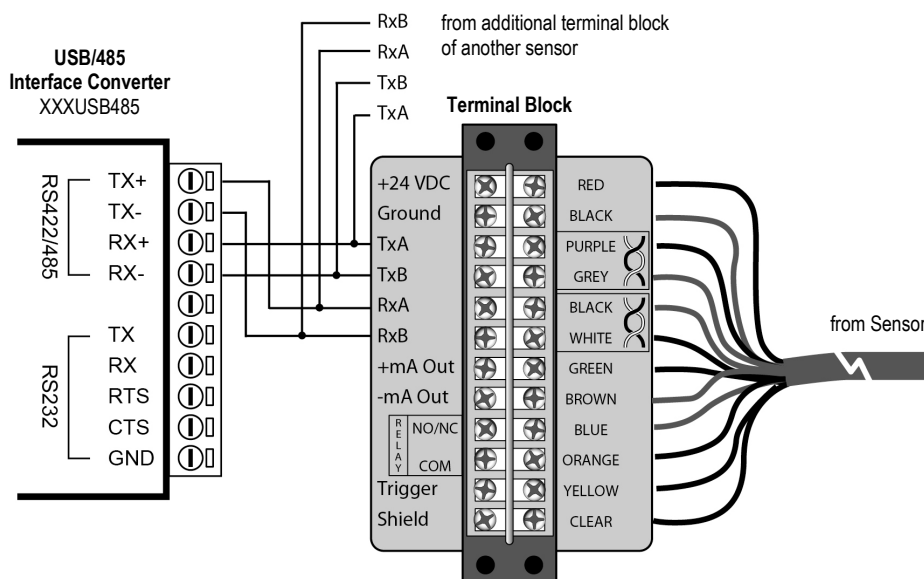 USB/485
Interface Converter
XXXUSB485
RS422/485
TX+
TX-
RX+
RX-
RS232
TX
RX
RTS
CTS
GND
RxB
RxA
TxB
TxA
from additional terminal block
of another sensor
Terminal Block
+24 VDC
Ground
TxA
TxB
RxA
RxB
+mA Out
-mA Out
RELAY
NO/NC
COM
Trigger
Shield
RED
BLACK
PURPLE
GREY
BLACK
WHITE
GREEN
BROWN
BLUE
ORANGE
YELLOW
CLEAR
from Sensor